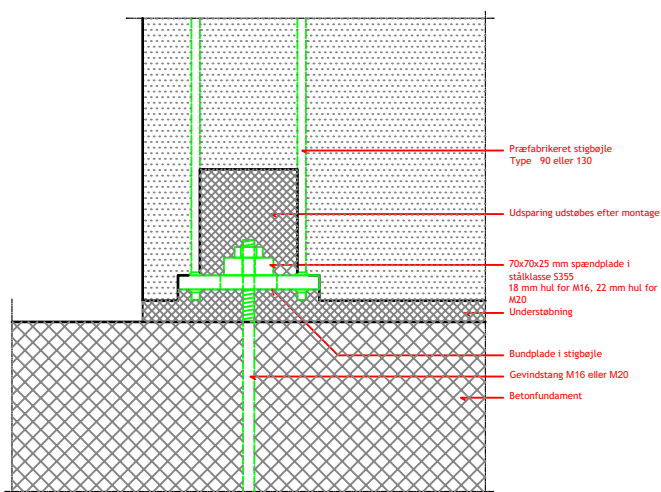 Præfabrikeret stigbøjle
Type 90 eller 130
Udsparing udstøbes efter montage
70x70x25 mm spændplade i
stålklasse S355
18 mm hul for M16, 22 mm hul for
M20
Understøbning
Bundplade i stigbøjle
Gevindstang M16 eller M20
Betonfundament